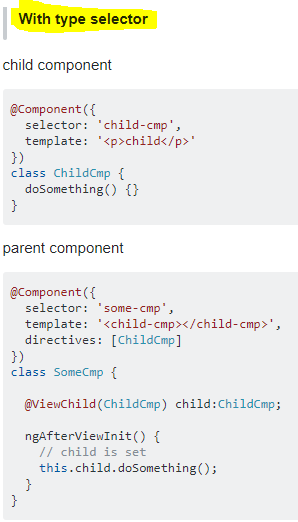 With type selector
child component
@Component({
  selector: 'child-cmp',
  template: '<p>child</p>'
})
class ChildCmp {
  doSomething() {}
}
parent component
@Component({
  selector: 'some-cmp',
  template: '<child-cmp></child-cmp>',
  directives: [ChildCmp]
})
class SomeCmp {
  @ViewChild(ChildCmp) child:ChildCmp;
  ngAfterViewInit() {
    // child is set
    this.child.doSomething();
  }
}